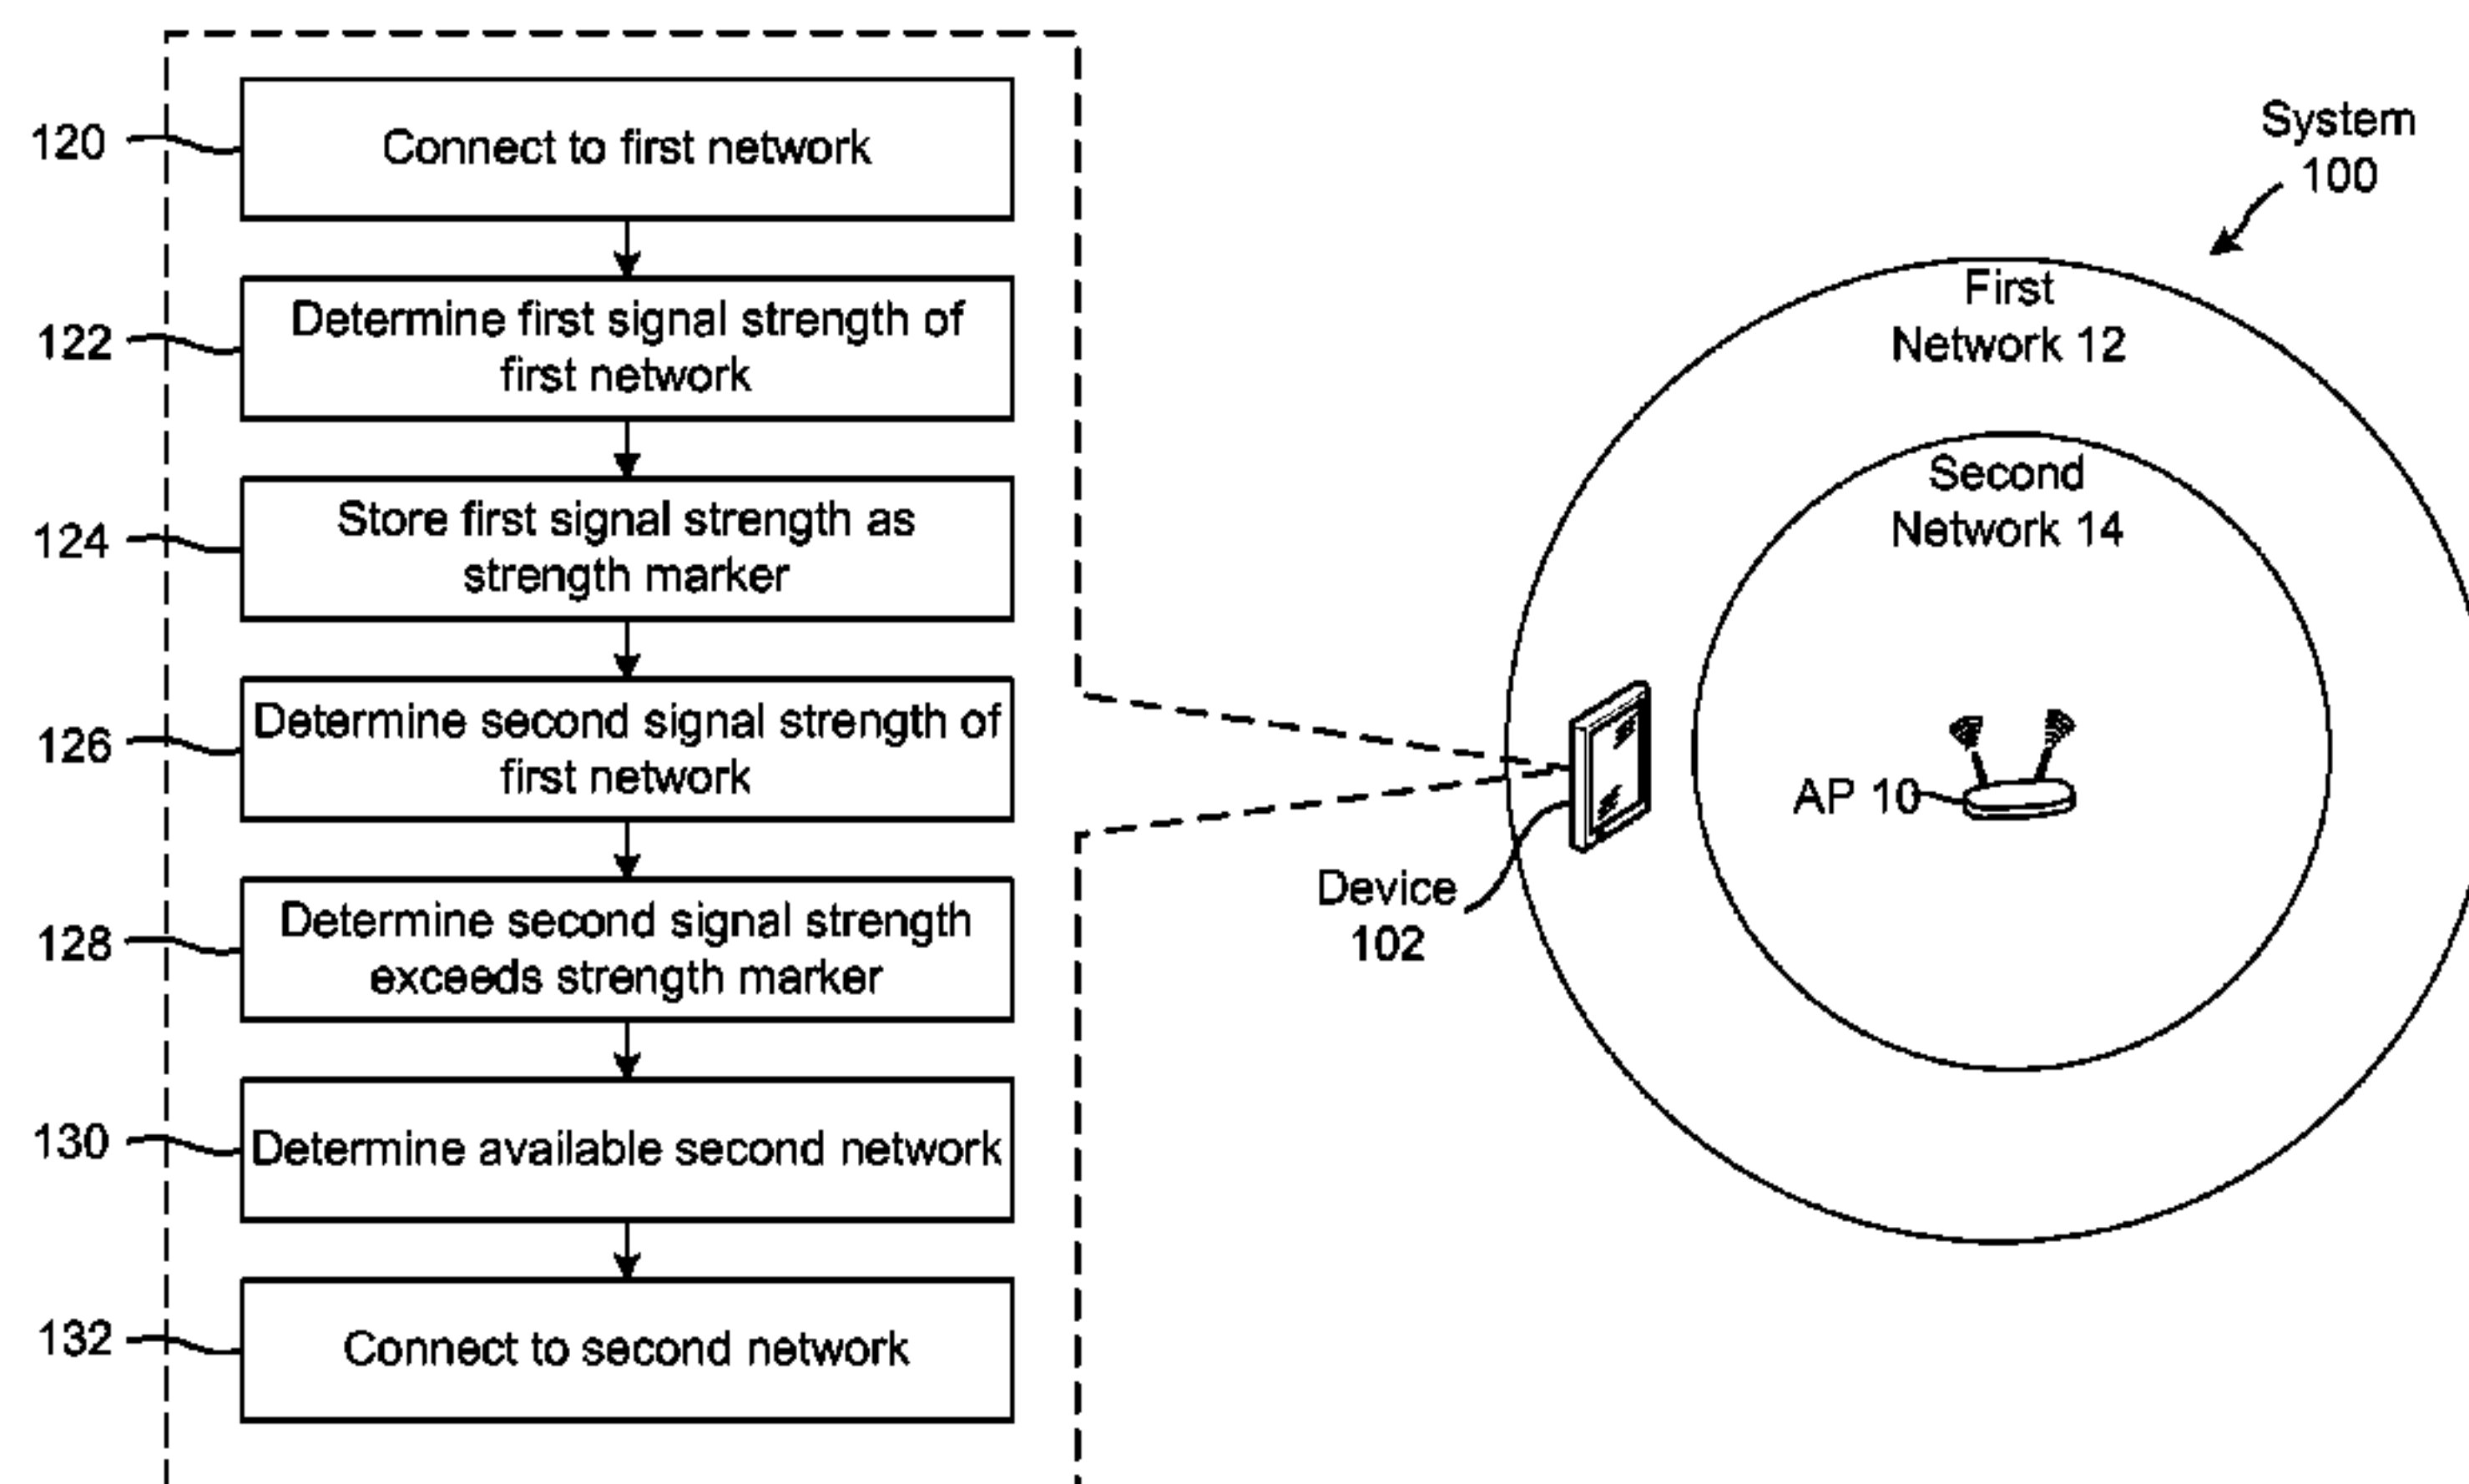 120
Connect to first network
122
Determine first signal strength of
first network
124
Store first signal strength as
strength marker
126
Determine second signal strength of
first network
128
Determine second signal strength
exceeds strength marker
130
Determine available second network
132
Connect to second network
System
100
First
Network 12
Second
Network 14
AP 10
Device
102